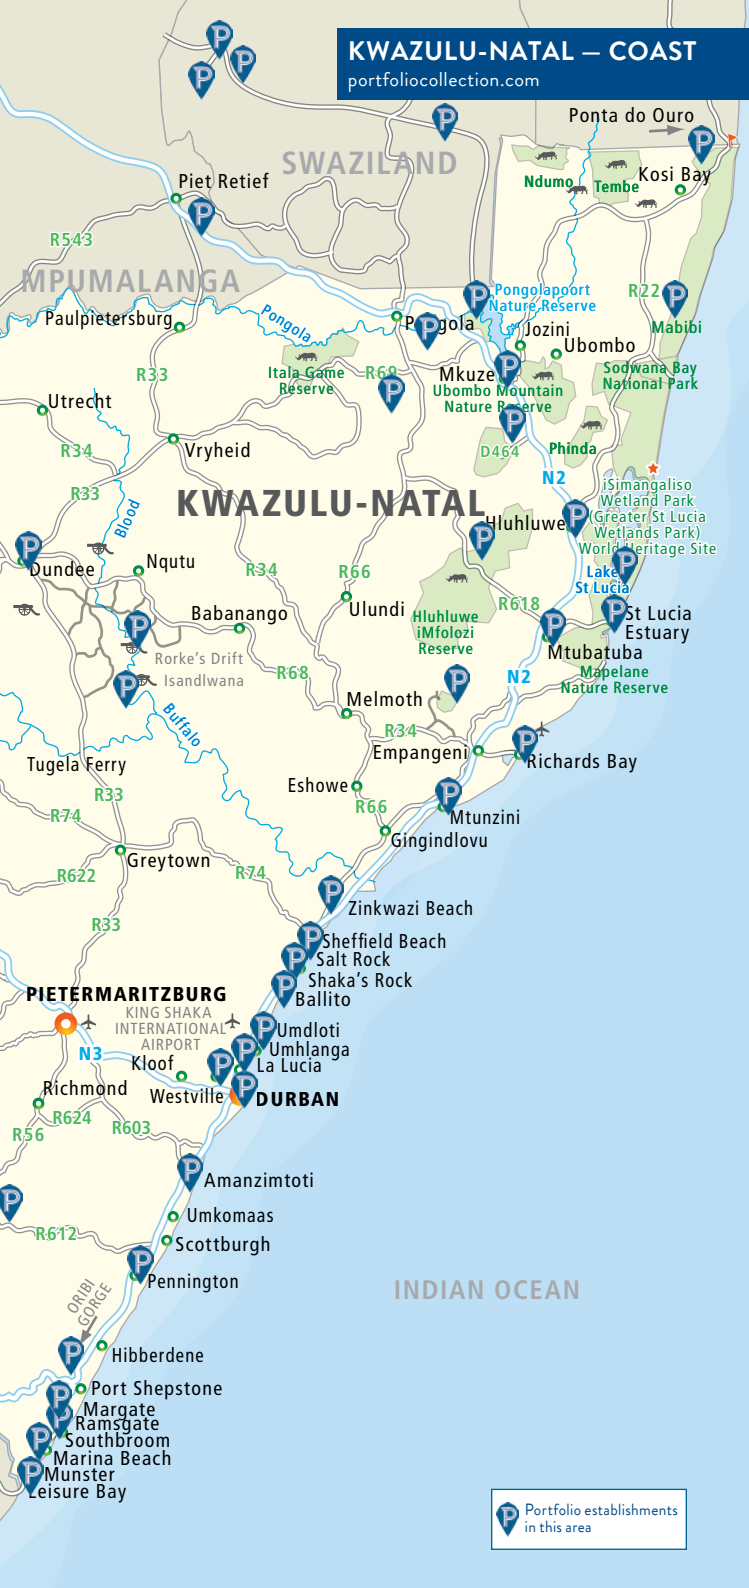 KWAZULU-NATAL — COAST
portfoliocollection.com
Ponta do Ouro
SWAZILAND
Ndumo
Tembe
Kosi Bay
Piet Retief
R543
MPUMALANGA
Pongolapoort
Nature Reserve
R22
Mabibi
Paulpietersburg
Pongola
Pongola
Jozini
Ubombo
R33
Itala Game
Reserve
R69
Mkuze
Ubombo Mountain
Nature Reserve
Sodwana Bay
National Park
Utrecht
R34
Vryheid
D464
Phinda
N2
R33
Blood
KWAZULU-NATAL
iSimangaliso
Wetland Park
(Greater St Lucia
Wetlands Park)
World Heritage Site
Hluhluwe
Dundee
Nqutu
R34
R66
Lake
St Lucia
Babanango
Ulundi
Hluhluwe
iMfolozi
Reserve
R618
St Lucia
Estuary
Mtubatuba
Rorke's Drift
Isandlwana
R68
N2
Mapelane
Nature Reserve
Melmoth
Buffalo
R34
Empangeni
Richards Bay
Tugela Ferry
R33
Eshowe
R74
R66
Mtunzini
Gingindlovu
Greytown
R622
R74
Zinkwazi Beach
R33
Sheffield Beach
Salt Rock
Shaka's Rock
Ballito
PIETERMARITZBURG
KING SHAKA
INTERNATIONAL
AIRPORT
Umdloti
Umhlanga
La Lucia
N3
Kloof
Richmond
Westville
DURBAN
R624
R603
R56
Amanzimtoti
Umkomaas
R612
Scottburgh
Pennington
ORIBI
GORGE
INDIAN OCEAN
Hibberdene
Port Shepstone
Margate
Ramsgate
Southbroom
Marina Beach
Munster
Leisure Bay
Portfolio establishments
in this area